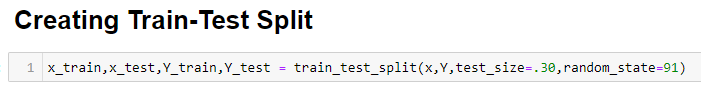 Creating Train-Test Split
1 x_train,x_test,Y_train,Y_test = train_test_split(x,Y,test_size=.30,random_state=91)